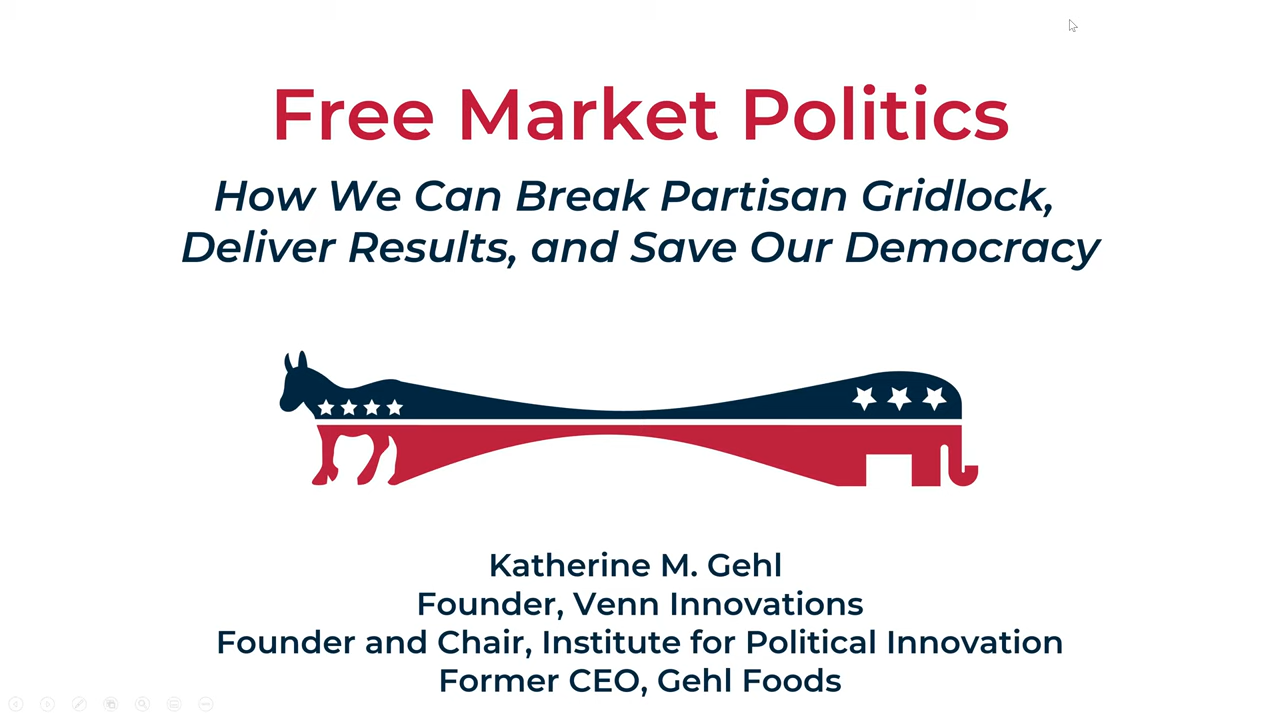 Free Market Politics
How We Can Break Partisan Gridlock,
Deliver Results, and Save Our Democracy
Katherine M. Gehl
Founder, Venn Innovations
Founder and Chair, Institute for Political Innovation
Former CEO, Gehl Foods